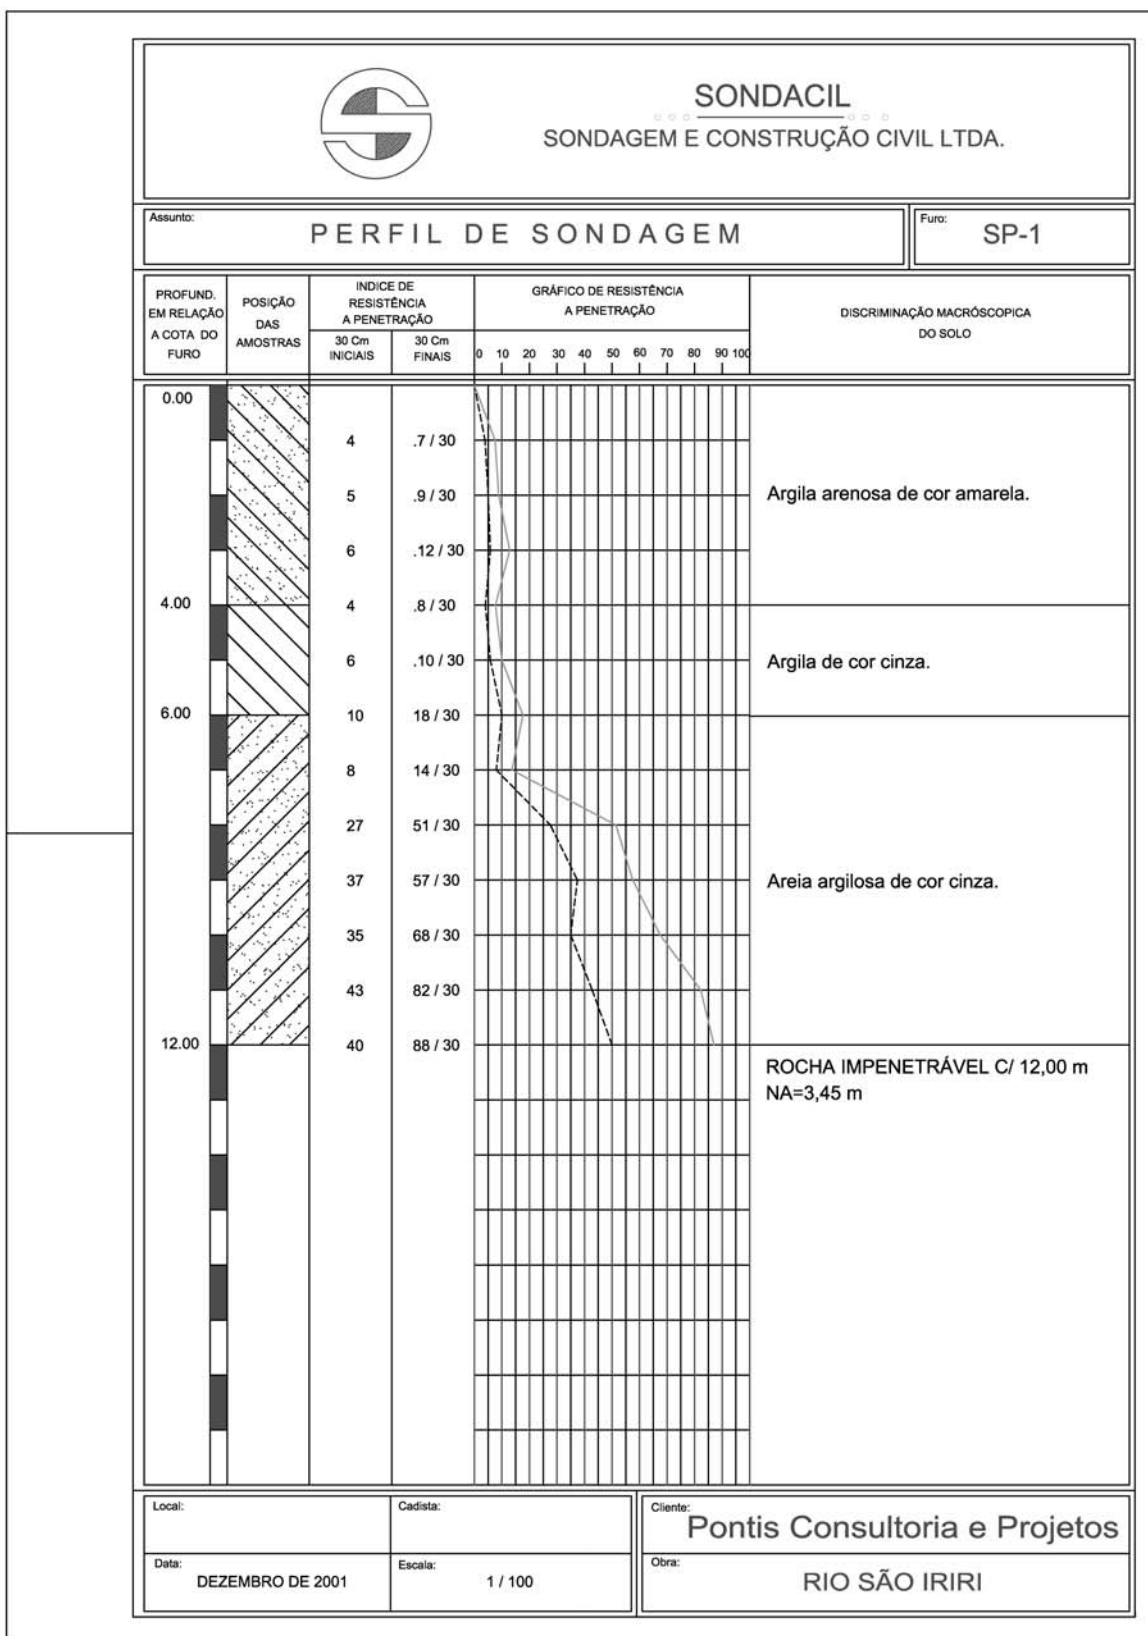 SONDACIL
SONDAGEM E CONSTRUÇÃO CIVIL LTDA.
Assunto:
PERFIL DE SONDAGEM
Furo:
SP-1
PROFUND.
EM RELAÇÃO
A COTA DO
FURO
POSIÇÃO
DAS
AMOSTRAS
INDICE DE
RESISTÊNCIA
A PENETRAÇÃO
30 Cm
INICIAIS
30 Cm
FINAIS
GRÁFICO DE RESISTÊNCIA
A PENETRAÇÃO
0 10 20 30 40 50 60 70 80 90 100
DISCRIMINAÇÃO MACRÓSCOPICA
DO SOLO
0.00
4 .7 / 30
5 .9 / 30 Argila arenosa de cor amarela.
6 .12 / 30
4.00 4 .8 / 30
6 .10 / 30 Argila de cor cinza.
6.00 10 18 / 30
8 14 / 30
27 51 / 30
37 57 / 30 Areia argilosa de cor cinza.
35 68 / 30
43 82 / 30
12.00 40 88 / 30
ROCHA IMPENETRÁVEL C/ 12,00 m
NA=3,45 m
Local:
Cadista:
Cliente:
Pontis Consultoria e Projetos
Data:
DEZEMBRO DE 2001
Escala:
1 / 100
Obra:
RIO SÃO IRIRI